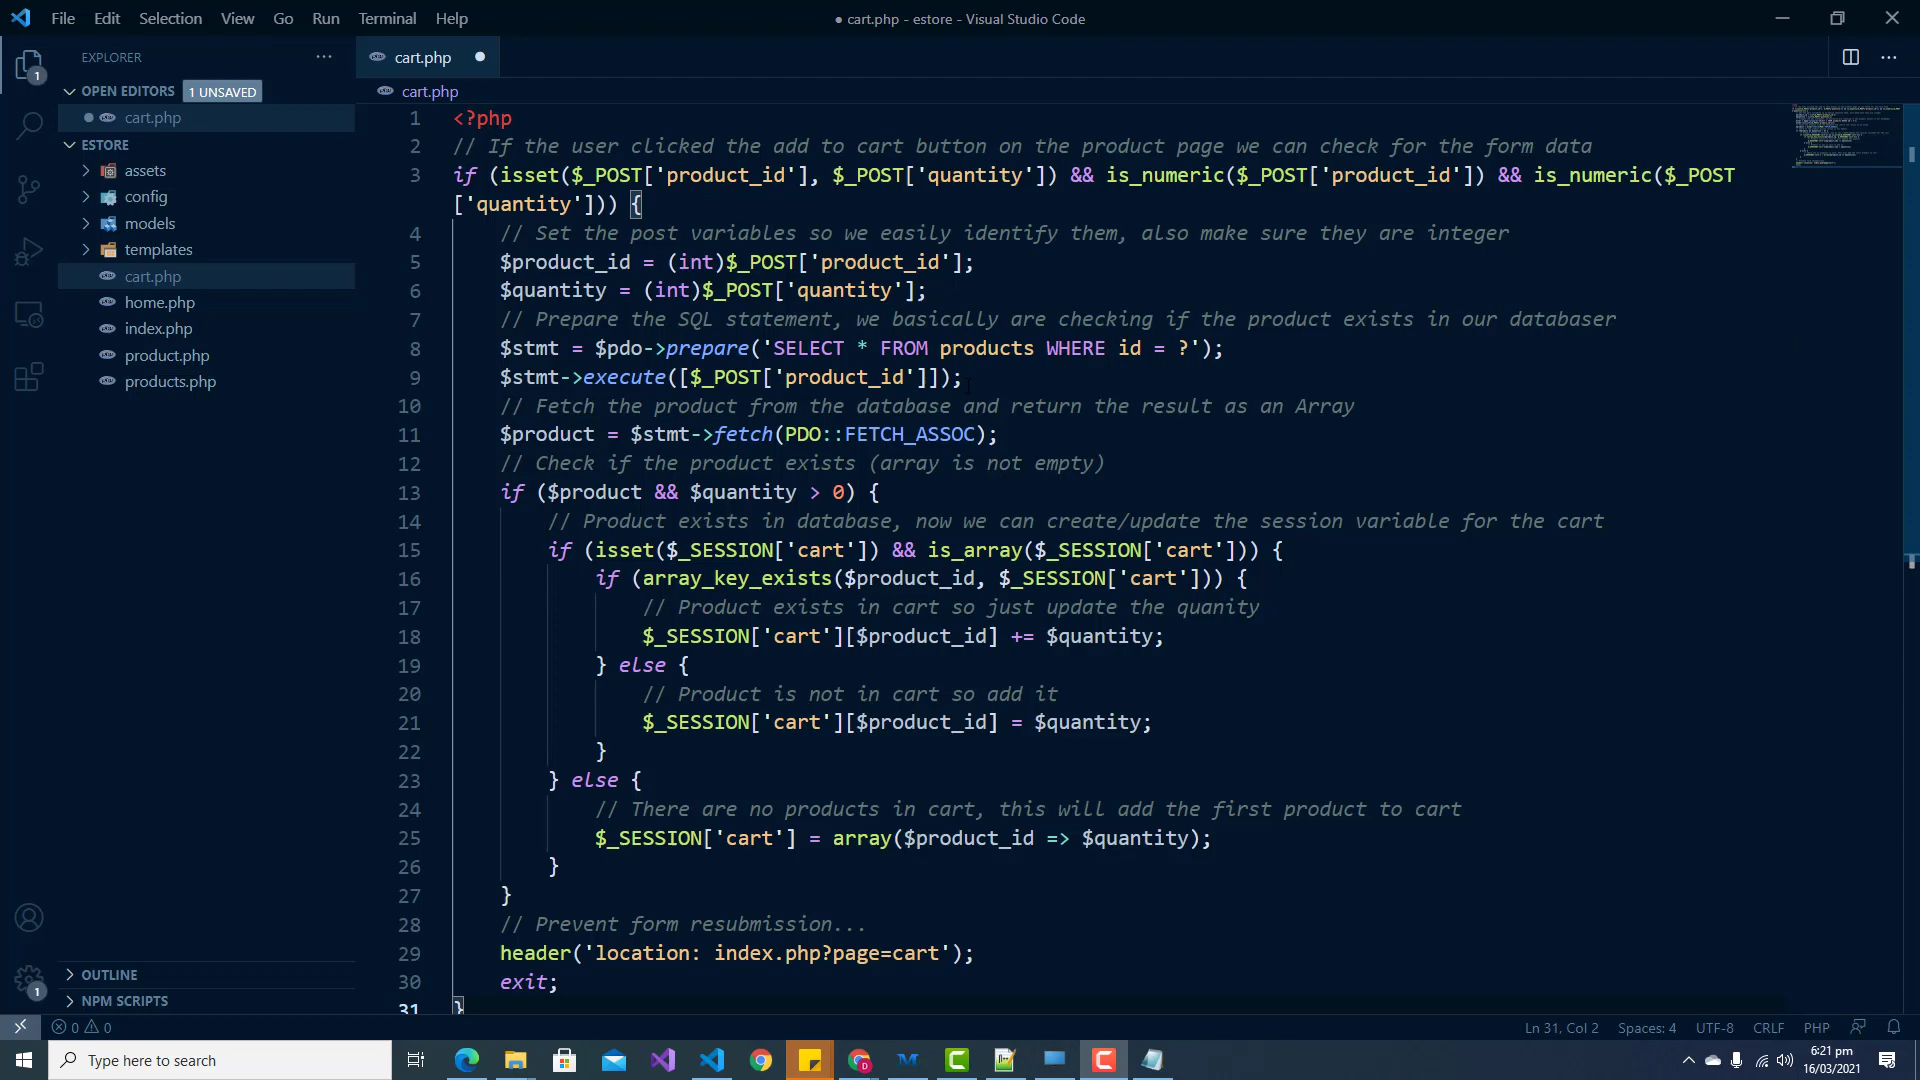 File Edit Selection View Go Run Terminal Help
● cart.php - estore - Visual Studio Code
EXPLORER
cart.php
OPEN EDITORS 1 UNSAVED
cart.php
ESTORE
assets
config
models
templates
cart.php
home.php
index.php
product.php
products.php
OUTLINE
NPM SCRIPTS
1
1
cart.php
1 <?php
2 // If the user clicked the add to cart button on the product page we can check for the form data
3 if (isset($_POST['product_id'], $_POST['quantity']) && is_numeric($_POST['product_id']) && is_numeric($_POST
['quantity'])) {
4 // Set the post variables so we easily identify them, also make sure they are integer
5 $product_id = (int)$_POST['product_id'];
6 $quantity = (int)$_POST['quantity'];
7 // Prepare the SQL statement, we basically are checking if the product exists in our databaser
8 $stmt = $pdo->prepare('SELECT * FROM products WHERE id = ?');
9 $stmt->execute([$_POST['product_id']]);
10 // Fetch the product from the database and return the result as an Array
11 $product = $stmt->fetch(PDO::FETCH_ASSOC);
12 // Check if the product exists (array is not empty)
13 if ($product && $quantity > 0) {
14 // Product exists in database, now we can create/update the session variable for the cart
15 if (isset($_SESSION['cart']) && is_array($_SESSION['cart'])) {
16 if (array_key_exists($product_id, $_SESSION['cart'])) {
17 // Product exists in cart so just update the quanity
18 $_SESSION['cart'][$product_id] += $quantity;
19 } else {
20 // Product is not in cart so add it
21 $_SESSION['cart'][$product_id] = $quantity;
22 }
23 } else {
24 // There are no products in cart, this will add the first product to cart
25 $_SESSION['cart'] = array($product_id => $quantity);
26 }
27 }
28 // Prevent form resubmission...
29 header('location: index.php?page=cart');
30 exit;
31 }
0 0
Ln 31, Col 2 Spaces: 4 UTF-8 CRLF PHP
Type here to search
6:21 pm
16/03/2021